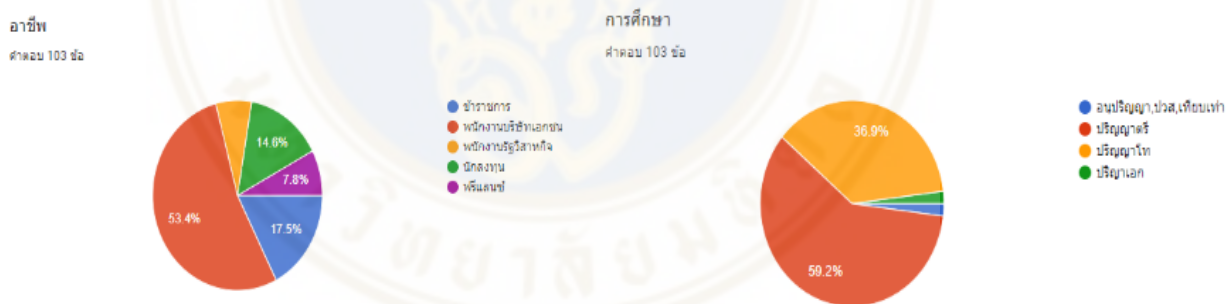 อาชีพ
คำตอบ 103 ข้อ
ข้าราชการ
พนักงานบริษัทเอกชน
พนักงานรัฐวิสาหกิจ
นักลงทุน
ฟรีแลนซ์
14.6%
7.8%
53.4%
17.5%
การศึกษา
คำตอบ 103 ข้อ
อนุปริญญา,ปวส,เทียบเท่า
ปริญญาตรี
ปริญญาโท
ปริญาเอก
36.9%
59.2%